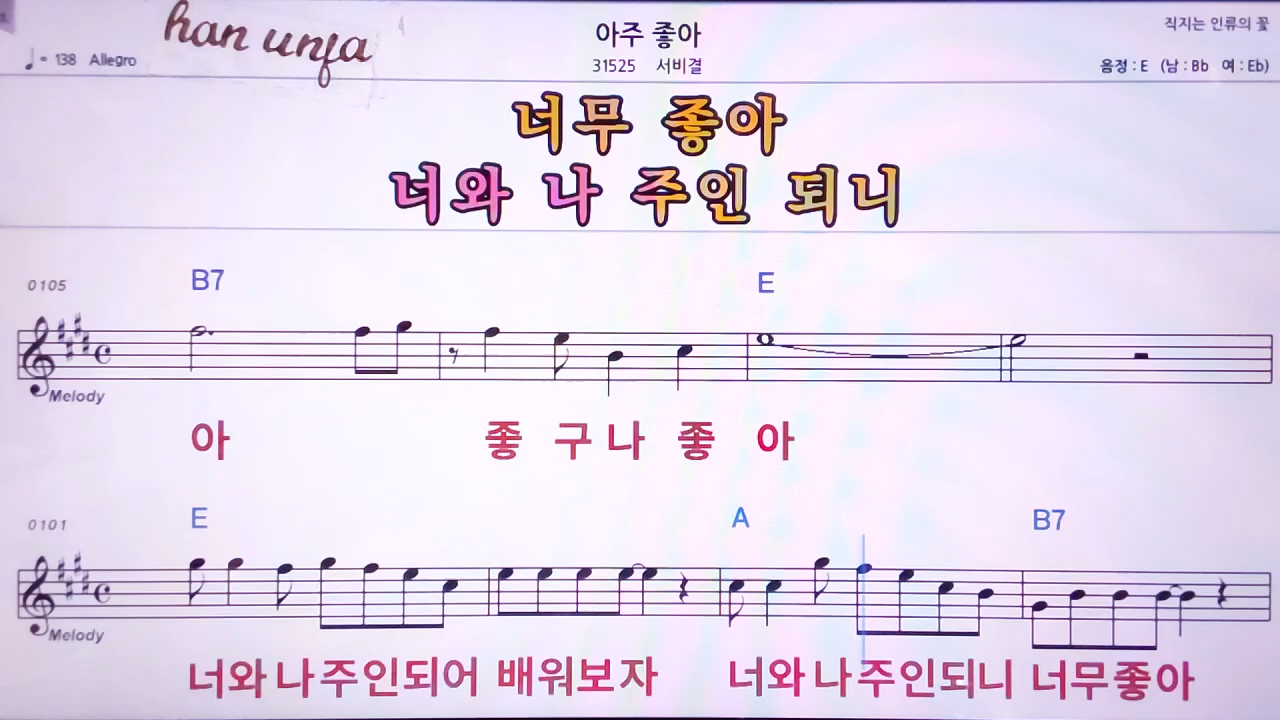 han unja
아주 좋아
직지는 인류의 꽃
♩= 138 Allegro
31525 서비결
음정 : E (남 : Bb 여 : Eb)
너무 좋아
너와 나 주인 되니
0105 B7 E
Melody
아 좋 구 나 좋 아
0101 E A B7
Melody
너와나주인되어 배워보자 너와나주인되니 너무좋아